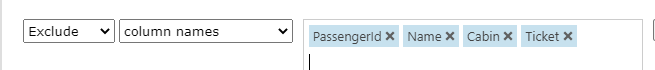 Exclude column names PassengerId × Name × Cabin × Ticket ×